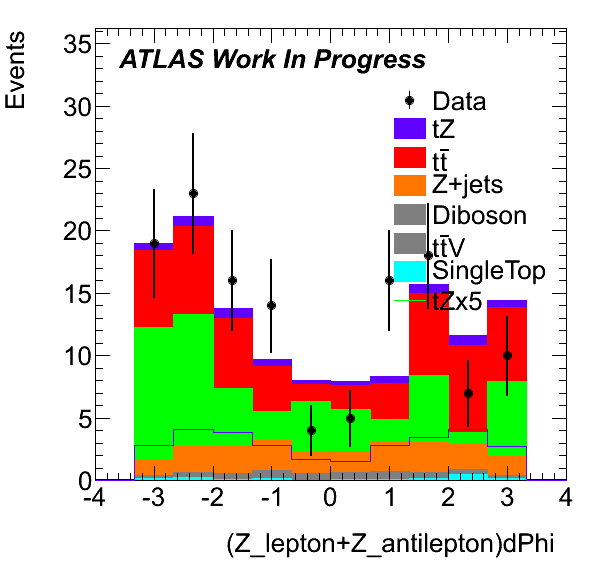 Events
ATLAS Work In Progress
Data
tZ
tt̄
Z+jets
Diboson
tt̄V
SingleTop
tZx5
35
30
25
20
15
10
5
0
-4 -3 -2 -1 0 1 2 3 4
(Z_lepton+Z_antilepton)dPhi